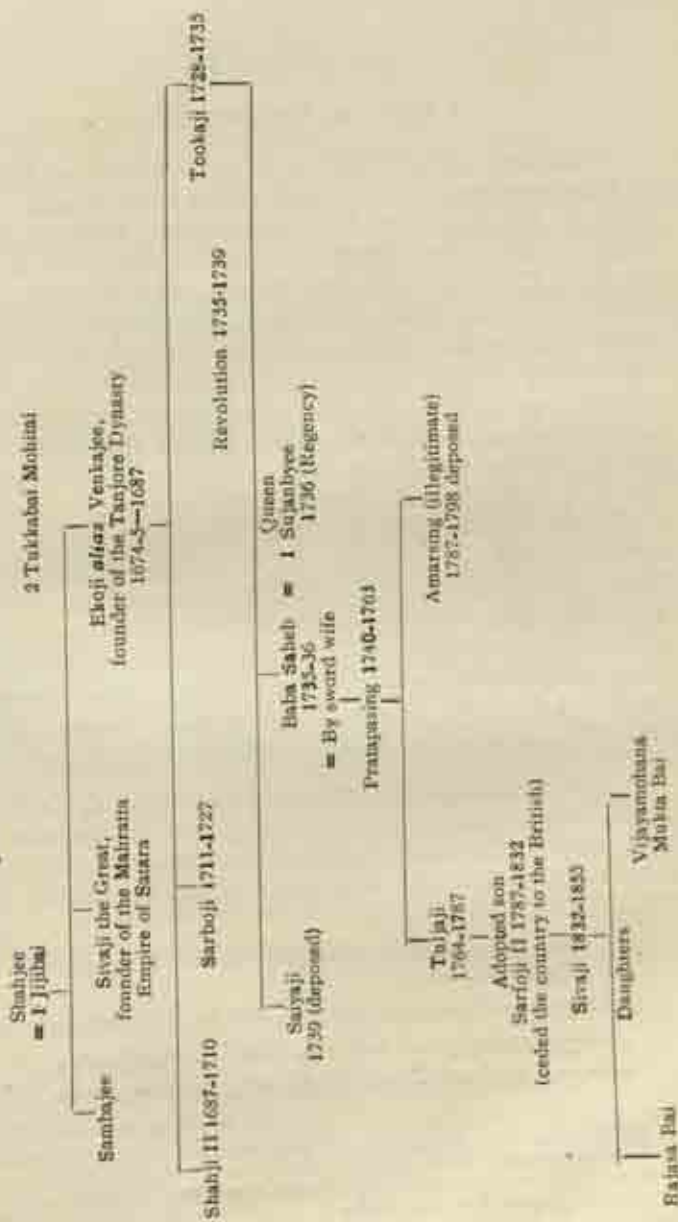 Shahjee
= 1 Jijibai
2 Tukkabai Mohitai
Sambajee
Sivaji the Great,
founder of the Mahratta
Empire of Satara
Ekoji alias Venkajee,
founder of the Tanjore Dynasty
1674-5—1687
Shahji II 1687-1710
Sarboji 1711-1727
Tookaji 1728-1735
Revolution 1735-1739
Saiyaji
1739 (deposed)
Baba Saheb
1735-36
= By sword wife
= 1
Queen
Sujanbyee
1736 (Regency)
Pratapasing 1740-1763
Tuljaji
1764-1787
Amarsing (illegitimate)
1787-1798 deposed
Adopted son
Sarfoji II 1787-1832
(ceded the country to the British)
Sivaji 1832-1855
Daughters
Rajasa Bai
Vijayamohana
Mukta Bai